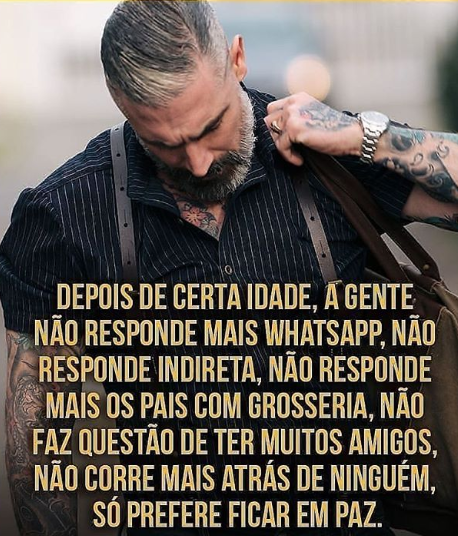 DEPOIS DE CERTA IDADE, A GENTE
NÃO RESPONDE MAIS WHATSAPP, NÃO
RESPONDE INDIRETA, NÃO RESPONDE
MAIS OS PAIS COM GROSSERIA, NÃO
FAZ QUESTÃO DE TER MUITOS AMIGOS,
NÃO CORRE MAIS ATRÁS DE NINGUÉM,
SÓ PREFERE FICAR EM PAZ.